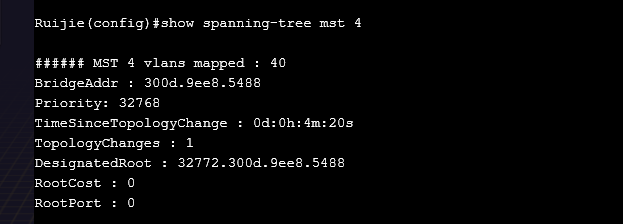 Ruijie(config)#show spanning-tree mst 4
###### MST 4 vlans mapped : 40
BridgeAddr : 300d.9ee8.5488
Priority: 32768
TimeSinceTopologyChange : 0d:0h:4m:20s
TopologyChanges : 1
DesignatedRoot : 32772.300d.9ee8.5488
RootCost : 0
RootPort : 0